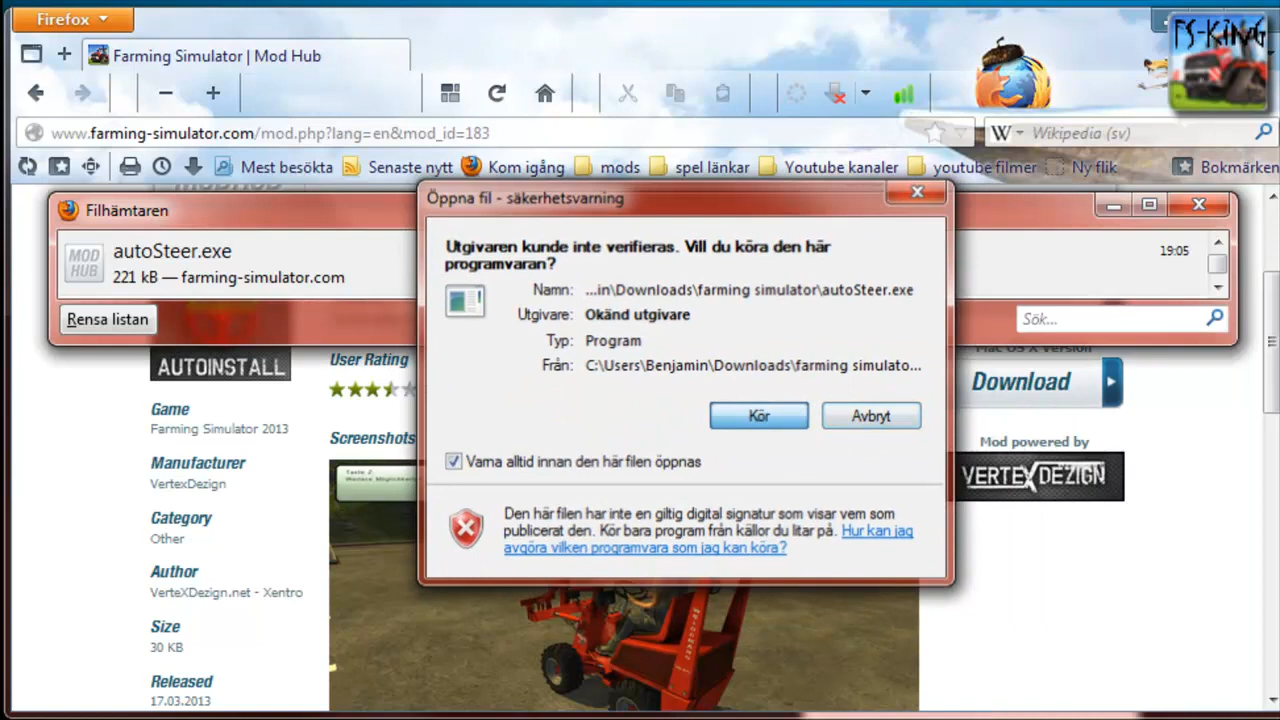 Firefox
FS-KING
Farming Simulator | Mod Hub
www.farming-simulator.com/mod.php?lang=en&mod_id=183
W
Wikipedia (sv)
Mest besökta
Senaste nytt
Kom igång
mods
spel länkar
Youtube kanaler
youtube filmer
Ny flik
Bokmärken
Filhämtaren
MOD
HUB
autoSteer.exe
221 kB — farming-simulator.com
19:05
Rensa listan
Sök...
Öppna fil - säkerhetsvarning
Utgivaren kunde inte verifieras. Vill du köra den här
programvaran?
Namn: ...in\Downloads\farming simulator\autoSteer.exe
Utgivare: Okänd utgivare
Typ: Program
Från: C:\Users\Benjamin\Downloads\farming simulato...
Kör
Avbryt
Varna alltid innan den här filen öppnas
Den här filen har inte en giltig digital signatur som visar vem som
publicerat den. Kör bara program från källor du litar på. Hur kan jag
avgöra vilken programvara som jag kan köra?
AUTOINSTALL
Game
Farming Simulator 2013
Manufacturer
VertexDezign
Category
Other
Author
VerteXDezign.net - Xentro
Size
30 KB
Released
17.03.2013
User Rating
Screenshots
Mac OS X Version
Download
Mod powered by
VERTEXDEZIGN